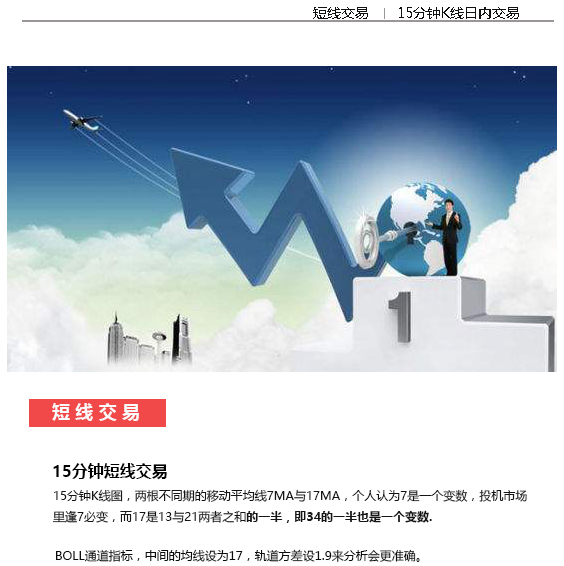 短线交易 | 15分钟K线日内交易
1
短线交易
15分钟短线交易
15分钟K线图，两根不同期的移动平均线7MA与17MA，个人认为7是一个变数，投机市场
里逢7必变，而17是13与21两者之和的一半，即34的一半也是一个变数.
BOLL通道指标，中间的均线设为17，轨道方差设1.9来分析会更准确。